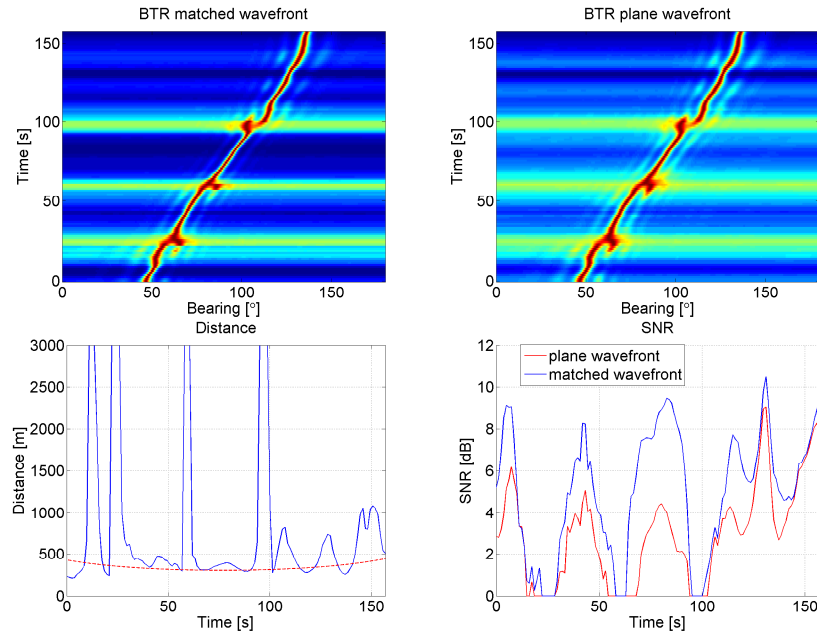 BTR matched wavefront
150
100
50
0
Time [s]
0
50
100
150
Bearing [°]
BTR plane wavefront
150
100
50
0
Time [s]
0
50
100
150
Bearing [°]
Distance
3000
2500
2000
1500
1000
500
0
Distance [m]
0
50
100
150
Time [s]
SNR
plane wavefront
matched wavefront
12
10
8
6
4
2
0
SNR [dB]
0
50
100
150
Time [s]